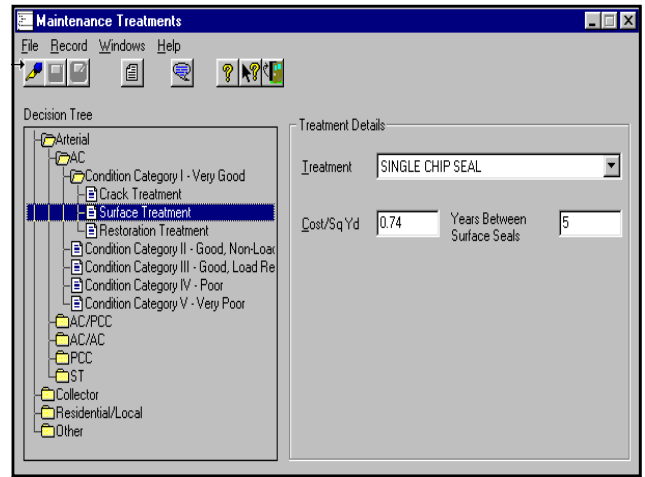 Maintenance Treatments
File Record Windows Help
Decision Tree
Arterial
AC
Condition Category I - Very Good
Crack Treatment
Surface Treatment
Restoration Treatment
Condition Category II - Good, Non-Load
Condition Category III - Good, Load Re
Condition Category IV - Poor
Condition Category V - Very Poor
AC/PCC
AC/AC
PCC
ST
Collector
Residential/Local
Other
Treatment Details
Treatment SINGLE CHIP SEAL
Cost/Sq Yd 0.74 Years Between 5
Surface Seals